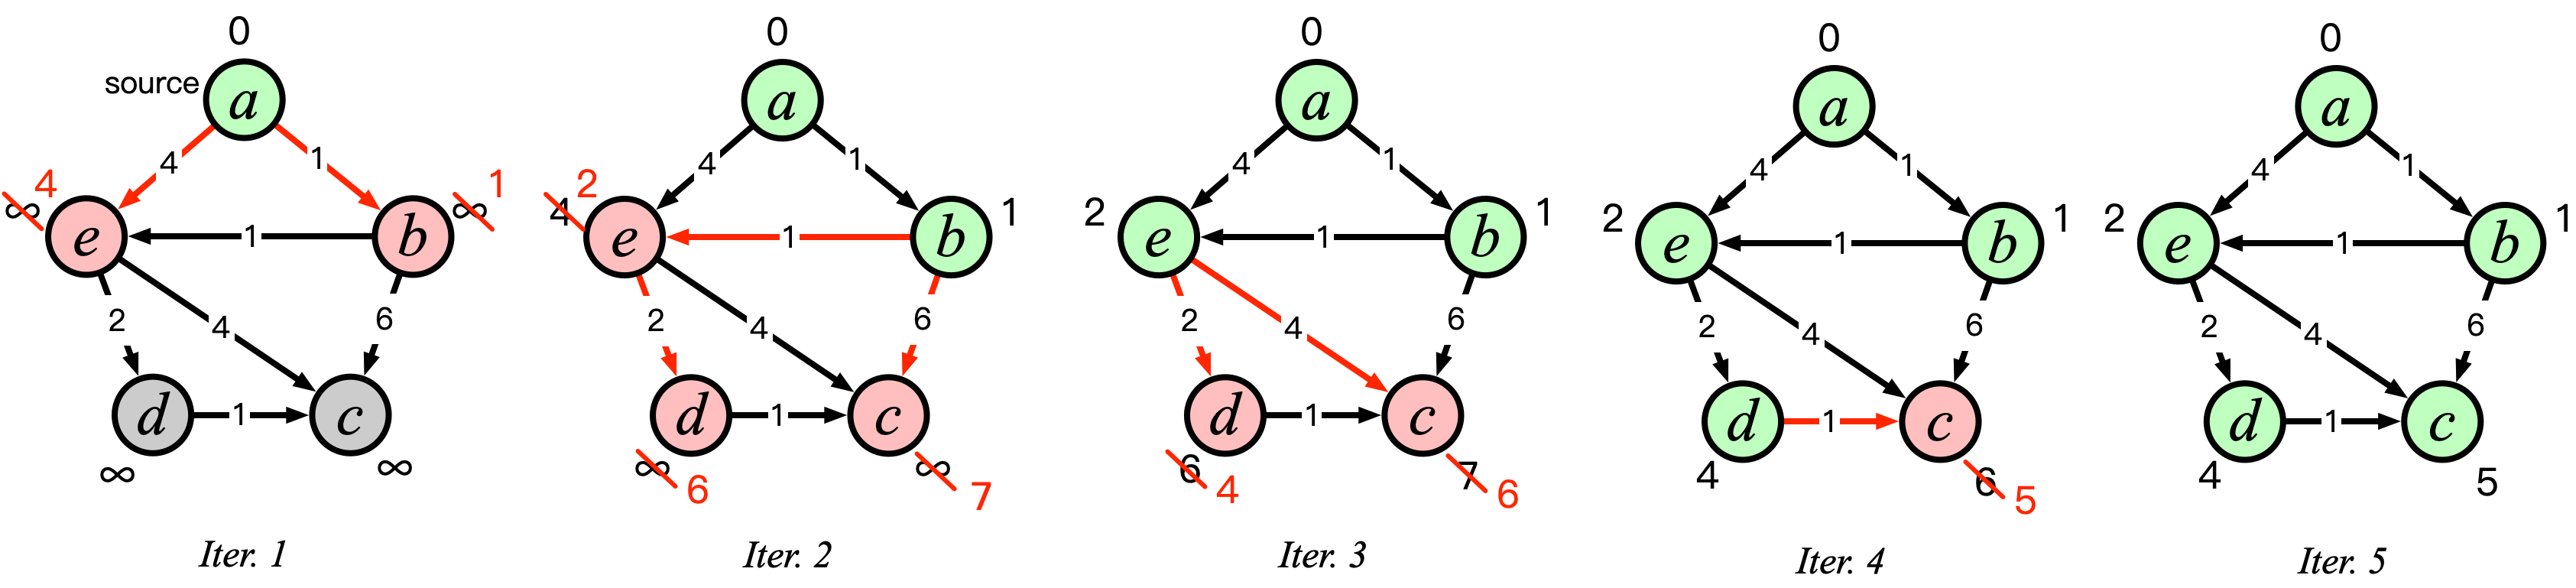 0
source a
4 1
4 ∞ e 1 b ∞ 1
2 4 6
d 1 c
∞ ∞
Iter. 1
0
a
4 1
4 2 e 1 b 1
2 4 6
d 1 c
∞ 6 ∞ 7
Iter. 2
0
a
4 1
2 e 1 b 1
2 4 6
d 1 c
6 4 7 6
Iter. 3
0
a
4 1
2 e 1 b 1
2 4 6
d 1 c
4 6 5
Iter. 4
0
a
4 1
2 e 1 b 1
2 4 6
d 1 c
4 5
Iter. 5